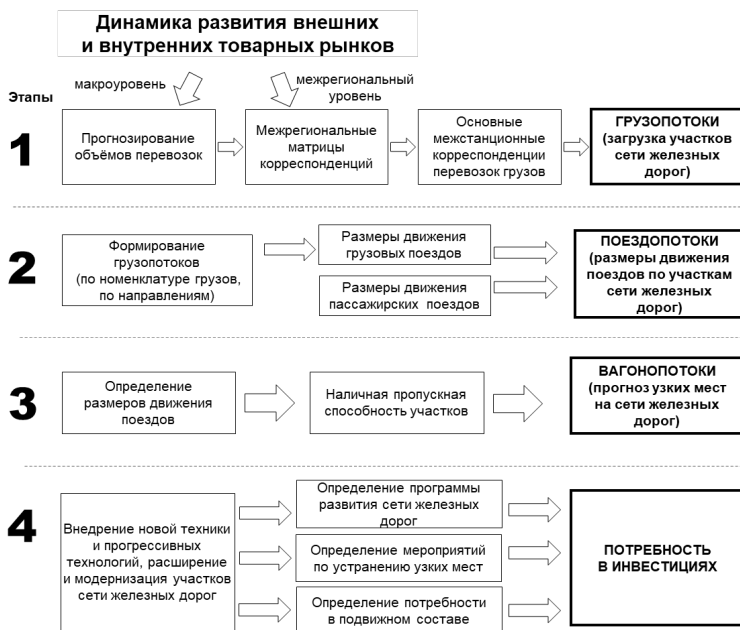 Динамика развития внешних
и внутренних товарных рынков
макроуровень
межрегиональный
уровень
Этапы
1
Прогнозирование
объёмов перевозок
Межрегиональные
матрицы
корреспонденций
Основные
межстанционные
корреспонденции
перевозок грузов
ГРУЗОПОТОКИ
(загрузка участков
сети железных
дорог)
2
Формирование
грузопотоков
(по номенклатуре грузов,
по направлениям)
Размеры движения
грузовых поездов
Размеры движения
пассажирских поездов
ПОЕЗДОПОТОКИ
(размеры движения
поездов по участкам
сети железных
дорог)
3
Определение
размеров движения
поездов
Наличная пропускная
способность участков
ВАГОНОПОТОКИ
(прогноз узких мест
на сети железных
дорог)
4
Внедрение новой техники
и прогрессивных
технологий, расширение
и модернизация участков
сети железных дорог
Определение программы
развития сети железных
дорог
Определение мероприятий
по устранению узких мест
Определение потребности
в подвижном составе
ПОТРЕБНОСТЬ
В ИНВЕСТИЦИЯХ